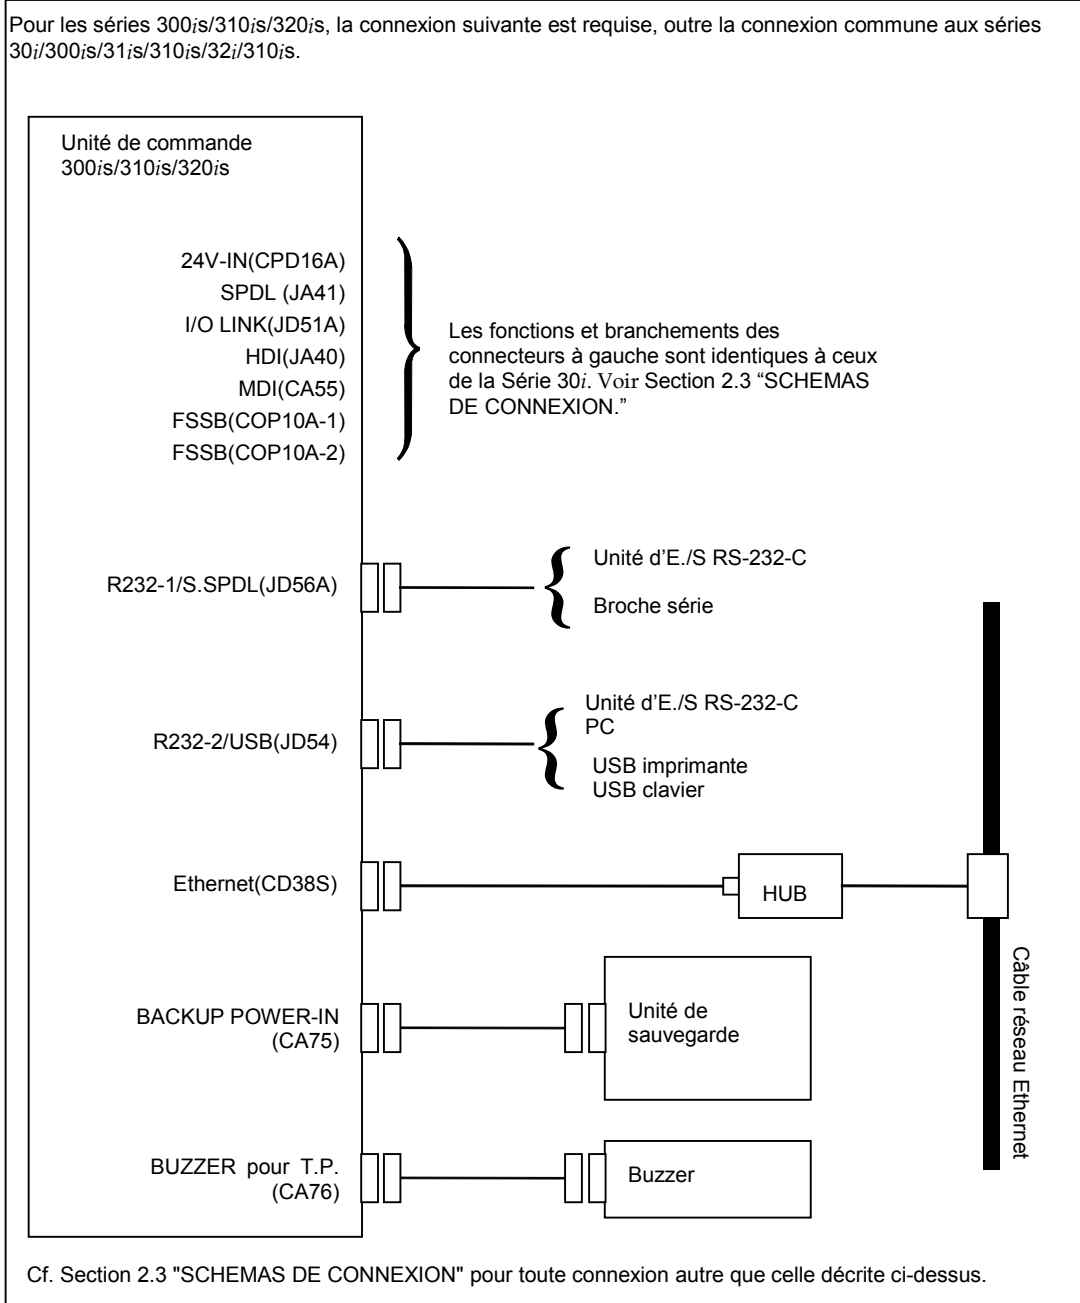 Pour les séries 300is/310is/320is, la connexion suivante est requise, outre la connexion commune aux séries
30i/300is/31is/310is/32i/310is.
Unité de commande
300is/310is/320is
24V-IN(CPD16A)
SPDL (JA41)
I/O LINK(JD51A)
HDI(JA40)
MDI(CA55)
FSSB(COP10A-1)
FSSB(COP10A-2)
Les fonctions et branchements des
connecteurs à gauche sont identiques à ceux
de la Série 30i. Voir Section 2.3 “SCHEMAS
DE CONNEXION.”
R232-1/S.SPDL(JD56A)
Unité d’E./S RS-232-C
Broche série
R232-2/USB(JD54)
Unité d’E./S RS-232-C
PC
USB imprimante
USB clavier
Ethernet(CD38S)
HUB
Câble réseau Ethernet
BACKUP POWER-IN
(CA75)
Unité de
sauvegarde
BUZZER pour T.P.
(CA76)
Buzzer
Cf. Section 2.3 "SCHEMAS DE CONNEXION" pour toute connexion autre que celle décrite ci-dessus.